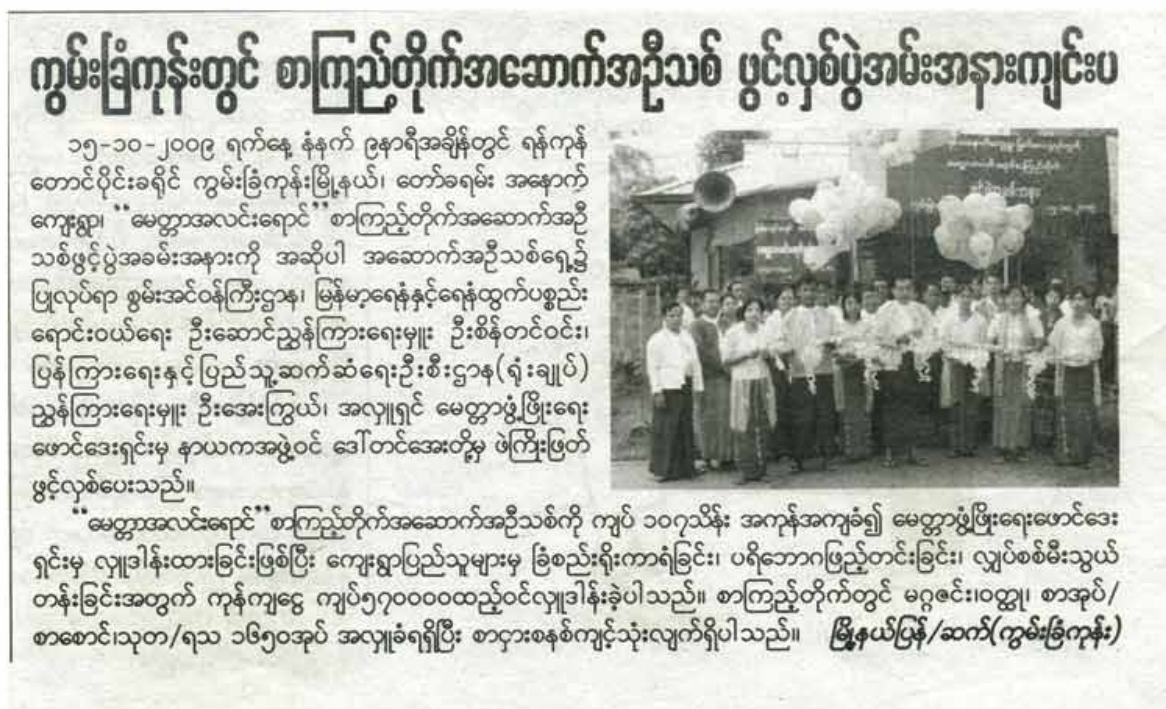 ကွမ်းခြံကုန်းတွင် စာကြည့်တိုက်အဆောက်အဦသစ် ဖွင့်လှစ်ပွဲအမ်းအနားကျင်းပ
၁၅-၁၀-၂၀၀၉ ရက်နေ့ နံနက် ၉နာရီအချိန်တွင် ရန်ကုန်
တောင်ပိုင်းခရိုင် ကွမ်းခြံကုန်းမြို့နယ်၊ တော်ခရမ်း အနောက်
ကျေးရွာ၊ “မေတ္တာအလင်းရောင်”စာကြည့်တိုက်အဆောက်အဦ
သစ်ဖွင့်ပွဲအခမ်းအနားကို အဆိုပါ အဆောက်အဦသစ်ရှေ့၌
ပြုလုပ်ရာ စွမ်းအင်ဝန်ကြီးဌာန၊ မြန်မာ့ရေနံနှင့်ရေနံထွက်ပစ္စည်း
ရောင်းဝယ်ရေး ဦးဆောင်ညွှန်ကြားရေးမှူး ဦးစိန်တင်ဝင်း၊
ပြန်ကြားရေးနှင့်ပြည်သူ့ဆက်ဆံရေးဦးစီးဌာန(ရုံးချုပ်)
ညွှန်ကြားရေးမှူး ဦးအေးကြွယ်၊ အလှူရှင် မေတ္တာဖွံ့ဖြိုးရေး
ဖောင်ဒေးရှင်းမှ နာယကအဖွဲ့ဝင် ဒေါ်တင်အေးတို့မှ ဖဲကြိုးဖြတ်
ဖွင့်လှစ်ပေးသည်။
“မေတ္တာအလင်းရောင်”စာကြည့်တိုက်အဆောက်အဦသစ်ကို ကျပ် ၁၀၇သိန်း အကုန်အကျခံ၍ မေတ္တာဖွံ့ဖြိုးရေးဖောင်ဒေး
ရှင်းမှ လှူဒါန်းထားခြင်းဖြစ်ပြီး ကျေးရွာပြည်သူများမှ ခြံစည်းရိုးကာရံခြင်း၊ ပရိဘောဂဖြည့်တင်းခြင်း၊ လျှပ်စစ်မီးသွယ်
တန်းခြင်းအတွက် ကုန်ကျငွေ ကျပ်၅၇၀၀၀၀ထည့်ဝင်လှူဒါန်းခဲ့ပါသည်။ စာကြည့်တိုက်တွင် မဂ္ဂဇင်း၊ဝတ္ထု၊ စာအုပ်/
စာစောင်၊သုတ/ရသ ၁၆၅၀အုပ် အလှူခံရရှိပြီး စာငှားစနစ်ကျင့်သုံးလျက်ရှိပါသည်။ မြို့နယ်ပြန်/ဆက်(ကွမ်းခြံကုန်း)